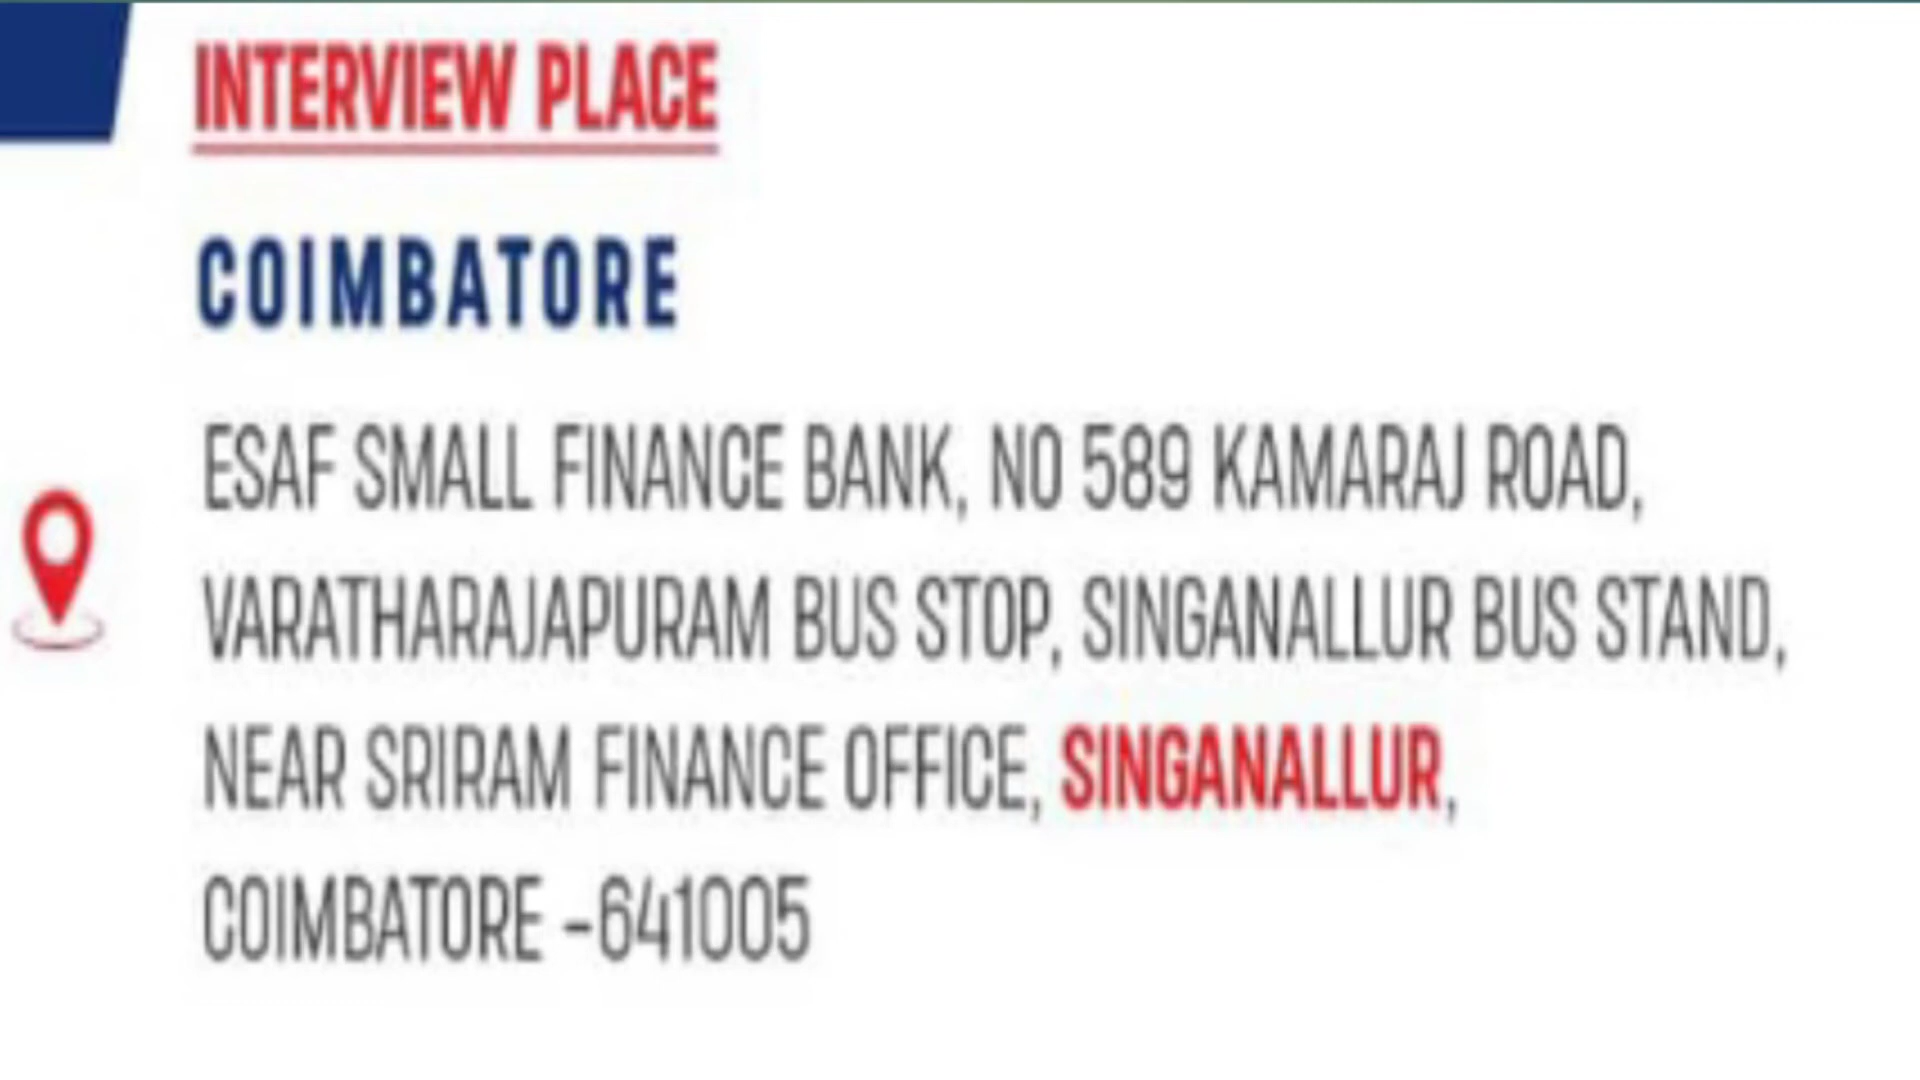 INTERVIEW PLACE
COIMBATORE
ESAF SMALL FINANCE BANK, NO 589 KAMARAJ ROAD,
VARATHARAJAPURAM BUS STOP, SINGANALLUR BUS STAND,
NEAR SRIRAM FINANCE OFFICE, SINGANALLUR,
COIMBATORE -641005